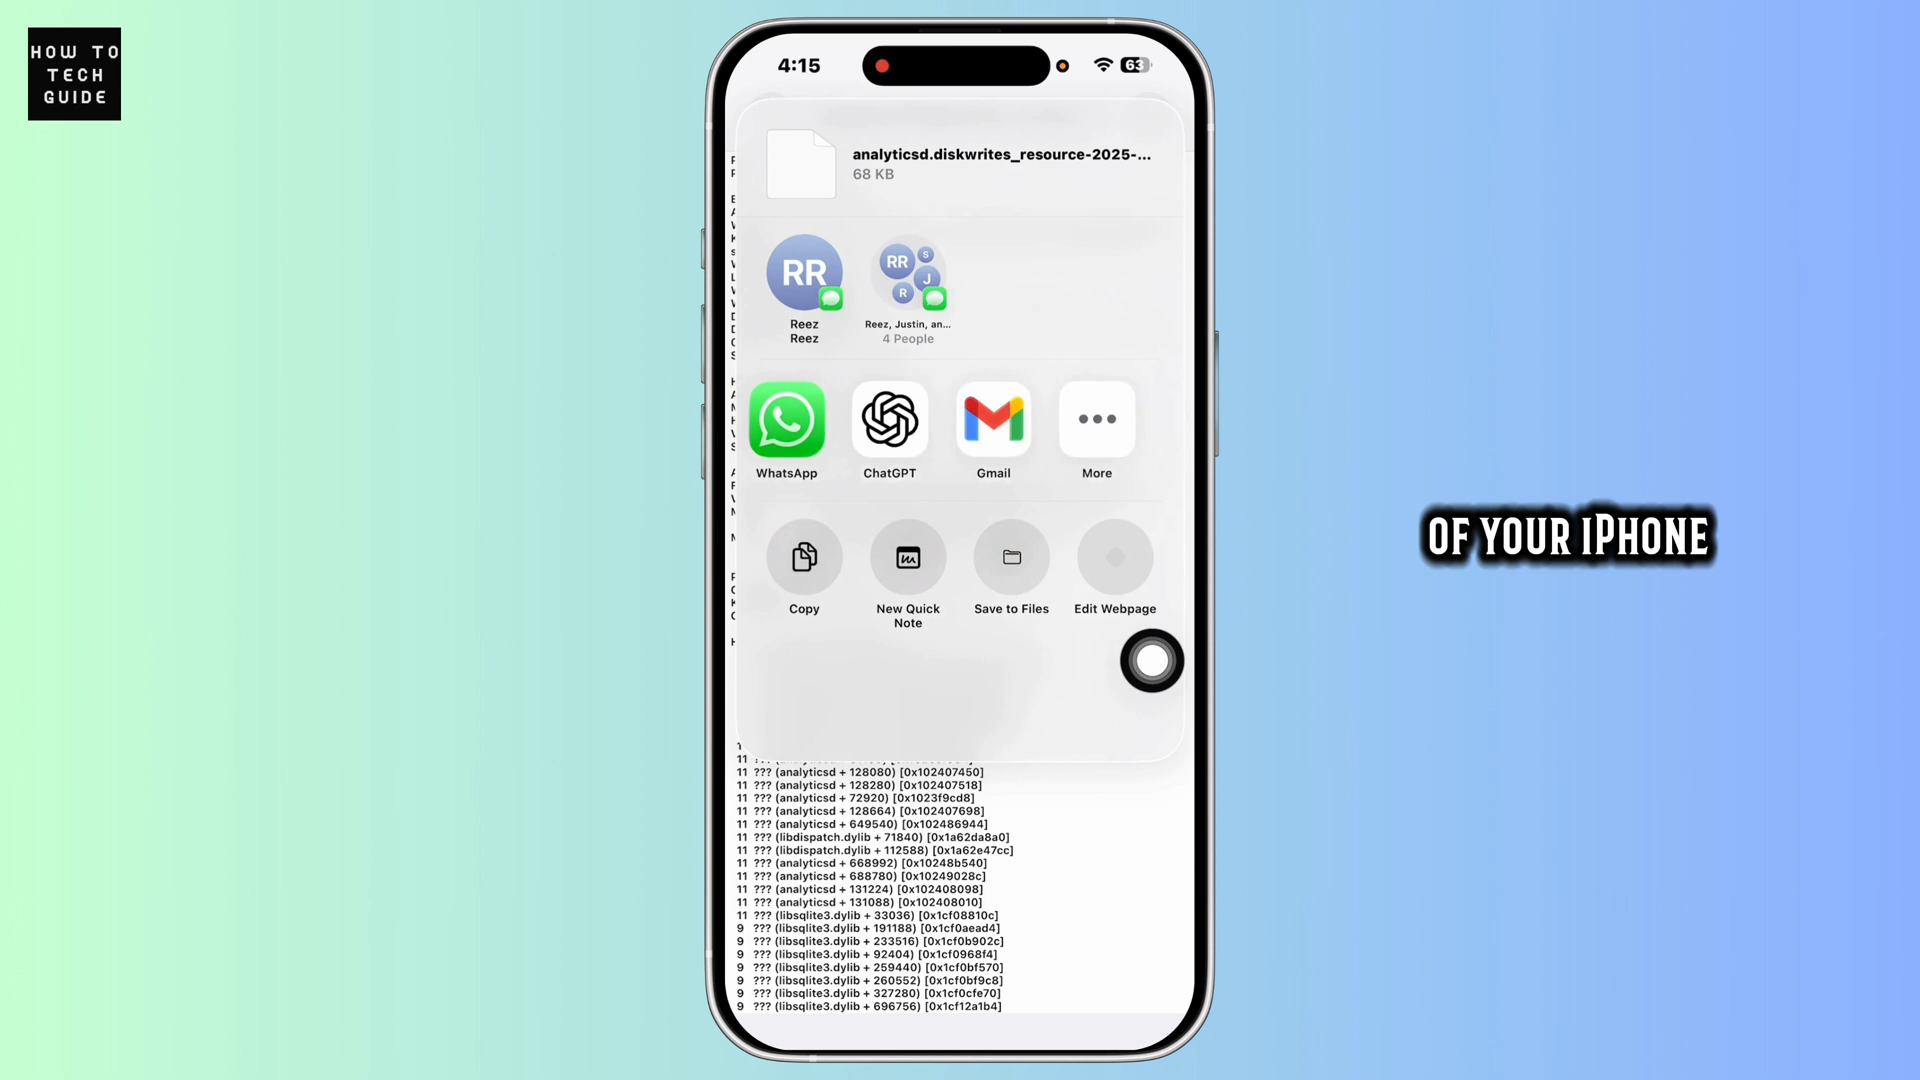 HOW TO
TECH
GUIDE
4:15
63
analyticsd.diskwrites_resource-2025-...
68 KB
RR
RR
S
J
R
Reez
Reez
Reez, Justin, an...
4 People
WhatsApp
ChatGPT
Gmail
More
Copy
New Quick
Note
Save to Files
Edit Webpage
OF YOUR iPHONE
11 ??? (analyticsd + 128080) [0x102407450]
11 ??? (analyticsd + 128280) [0x102407518]
11 ??? (analyticsd + 72920) [0x1023f9cd8]
11 ??? (analyticsd + 128664) [0x102407698]
11 ??? (analyticsd + 649540) [0x102486944]
11 ??? (libdispatch.dylib + 71840) [0x1a62da8a0]
11 ??? (libdispatch.dylib + 112588) [0x1a62e47cc]
11 ??? (analyticsd + 668992) [0x10248b540]
11 ??? (analyticsd + 688780) [0x10249028c]
11 ??? (analyticsd + 131224) [0x102408098]
11 ??? (analyticsd + 131088) [0x102408010]
11 ??? (libsqlite3.dylib + 33036) [0x1cf08810c]
9 ??? (libsqlite3.dylib + 191188) [0x1cf0aead4]
9 ??? (libsqlite3.dylib + 233516) [0x1cf0b902c]
9 ??? (libsqlite3.dylib + 92404) [0x1cf0968f4]
9 ??? (libsqlite3.dylib + 259440) [0x1cf0bf570]
9 ??? (libsqlite3.dylib + 260552) [0x1cf0bf9c8]
9 ??? (libsqlite3.dylib + 327280) [0x1cf0cfe70]
9 ??? (libsqlite3.dylib + 696756) [0x1cf12a1b4]